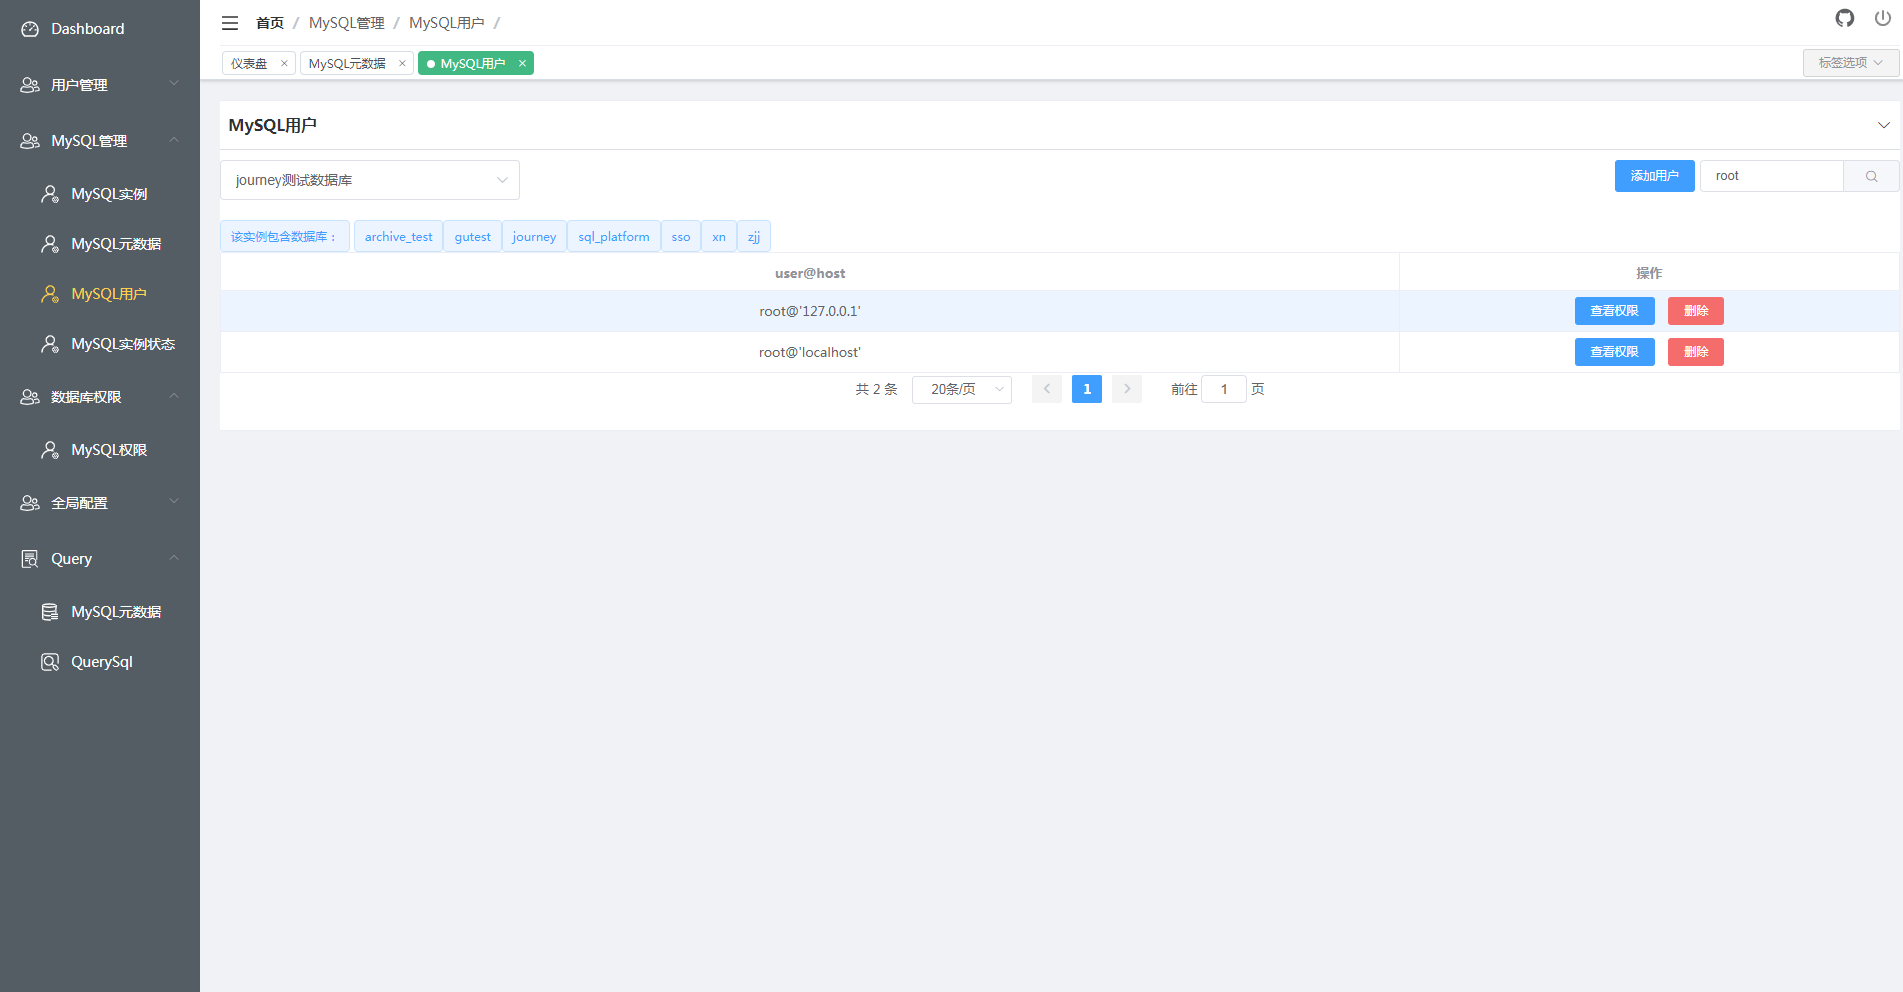 Dashboard
用户管理
MySQL管理
MySQL实例
MySQL元数据
MySQL用户
MySQL实例状态
数据库权限
MySQL权限
全局配置
Query
MySQL元数据
QuerySql
首页 / MySQL管理 / MySQL用户 /
仪表盘 × MySQL元数据 × MySQL用户 × 标签选项
MySQL用户
journey测试数据库 添加用户 root
该实例包含数据库： archive_test gutest journey sql_platform sso xn zjj
user@host 操作
root@'127.0.0.1' 查看权限 删除
root@'localhost' 查看权限 删除
共 2 条 20条/页 1 前往 1 页